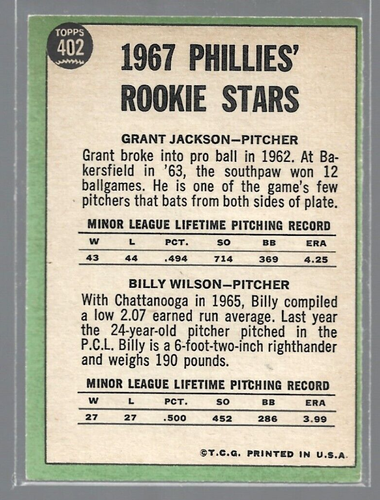 TOPPS
402
1967 PHILLIES'
ROOKIE STARS
GRANT JACKSON—PITCHER
Grant broke into pro ball in 1962. At Ba-
kersfield in '63, the southpaw won 12
ballgames. He is one of the game's few
pitchers that bats from both sides of plate.
MINOR LEAGUE LIFETIME PITCHING RECORD
W L PCT. SO BB ERA
43 44 .494 714 369 4.25
BILLY WILSON—PITCHER
With Chattanooga in 1965, Billy compiled
a low 2.07 earned run average. Last year
the 24-year-old pitcher pitched in the
P.C.L. Billy is a 6-foot-two-inch righthander
and weighs 190 pounds.
MINOR LEAGUE LIFETIME PITCHING RECORD
W L PCT. SO BB ERA
27 27 .500 452 286 3.99
©T.C.G. PRINTED IN U.S.A.